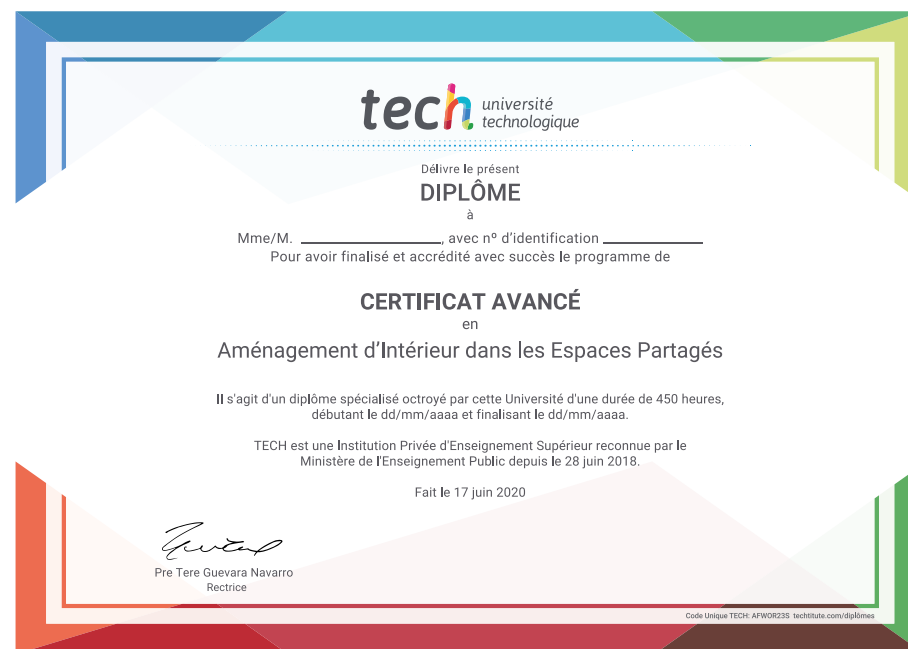 tech université
technologique
Délivre le présent
DIPLÔME
à
Mme/M. ____________________, avec nº d'identification ______________
Pour avoir finalisé et accrédité avec succès le programme de
CERTIFICAT AVANCÉ
en
Aménagement d'Intérieur dans les Espaces Partagés
Il s'agit d'un diplôme spécialisé octroyé par cette Université d'une durée de 450 heures,
débutant le dd/mm/aaaa et finalisant le dd/mm/aaaa.
TECH est une Institution Privée d'Enseignement Supérieur reconnue par le
Ministère de l'Enseignement Public depuis le 28 juin 2018.
Fait le 17 juin 2020
Pre Tere Guevara Navarro
Rectrice
Code Unique TECH: AFWOR23S techtitute.com/diplômes